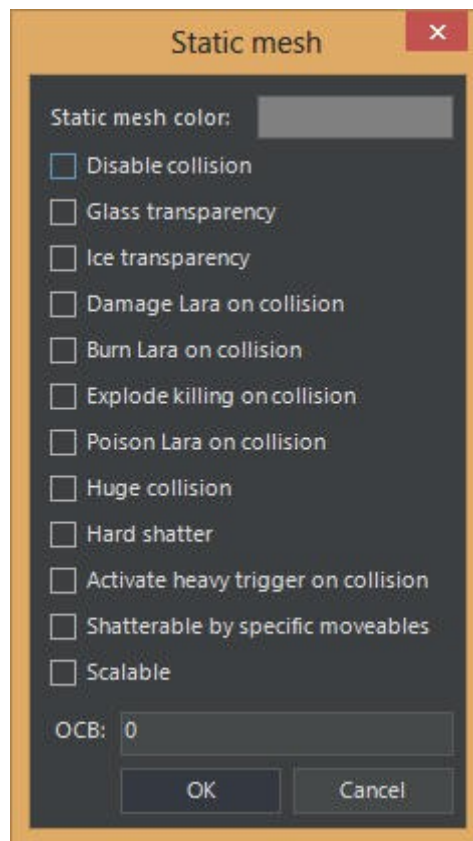 Static mesh
Static mesh color:
Disable collision
Glass transparency
Ice transparency
Damage Lara on collision
Burn Lara on collision
Explode killing on collision
Poison Lara on collision
Huge collision
Hard shatter
Activate heavy trigger on collision
Shatterable by specific moveables
Scalable
OCB: 0
OK Cancel